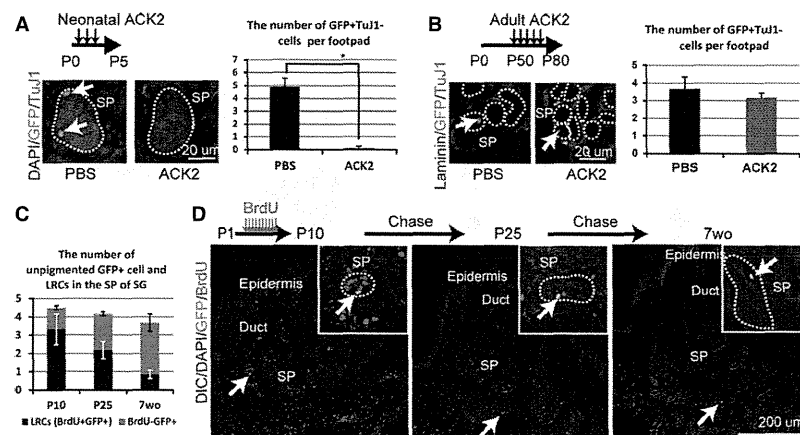 A
Neonatal ACK2
P0
P5
DAPI/GFP/TuJ1
SP
SP
20 um
PBS
ACK2
The number of GFP+TuJ1-
cells per footpad
7
6
5
4
3
2
1
0
*
PBS
ACK2
B
Adult ACK2
P0
P50
P80
Laminin/GFP/TuJ1
SP
SP
SP
20 um
PBS
ACK2
The number of GFP+TuJ1-
cells per footpad
5
4
3
2
1
0
PBS
ACK2
C
The number of
unpigmented GFP+ cell and
LRCs in the SP of SG
5
4
3
2
1
0
P10
P25
7wo
LRCs (BrdU+GFP+)
BrdU-GFP+
D
BrdU
P1
P10
Chase
P25
Chase
7wo
DIC/DAPI/GFP/BrdU
Epidermis
Duct
SP
SP
Epidermis
Duct
SP
SP
Epidermis
Duct
SP
SP
200 um